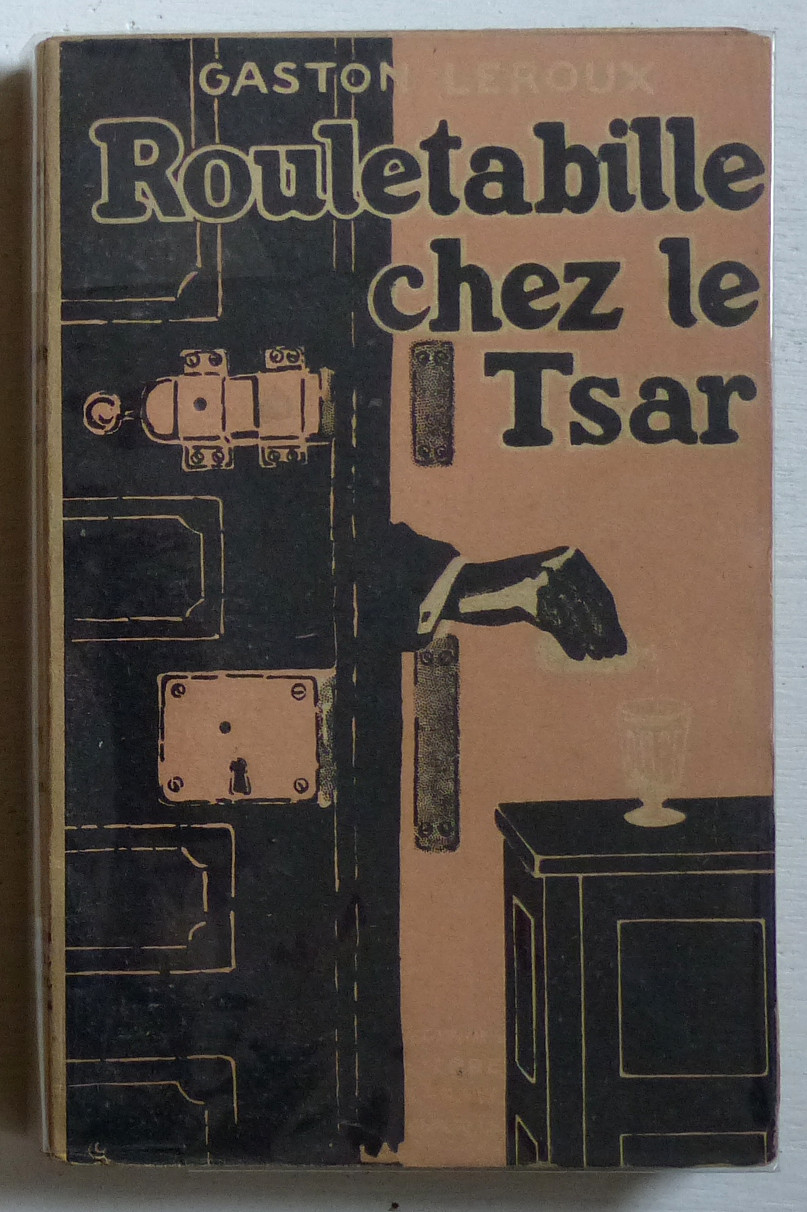 GASTON LEROUX
Rouletabille
chez le
Tsar